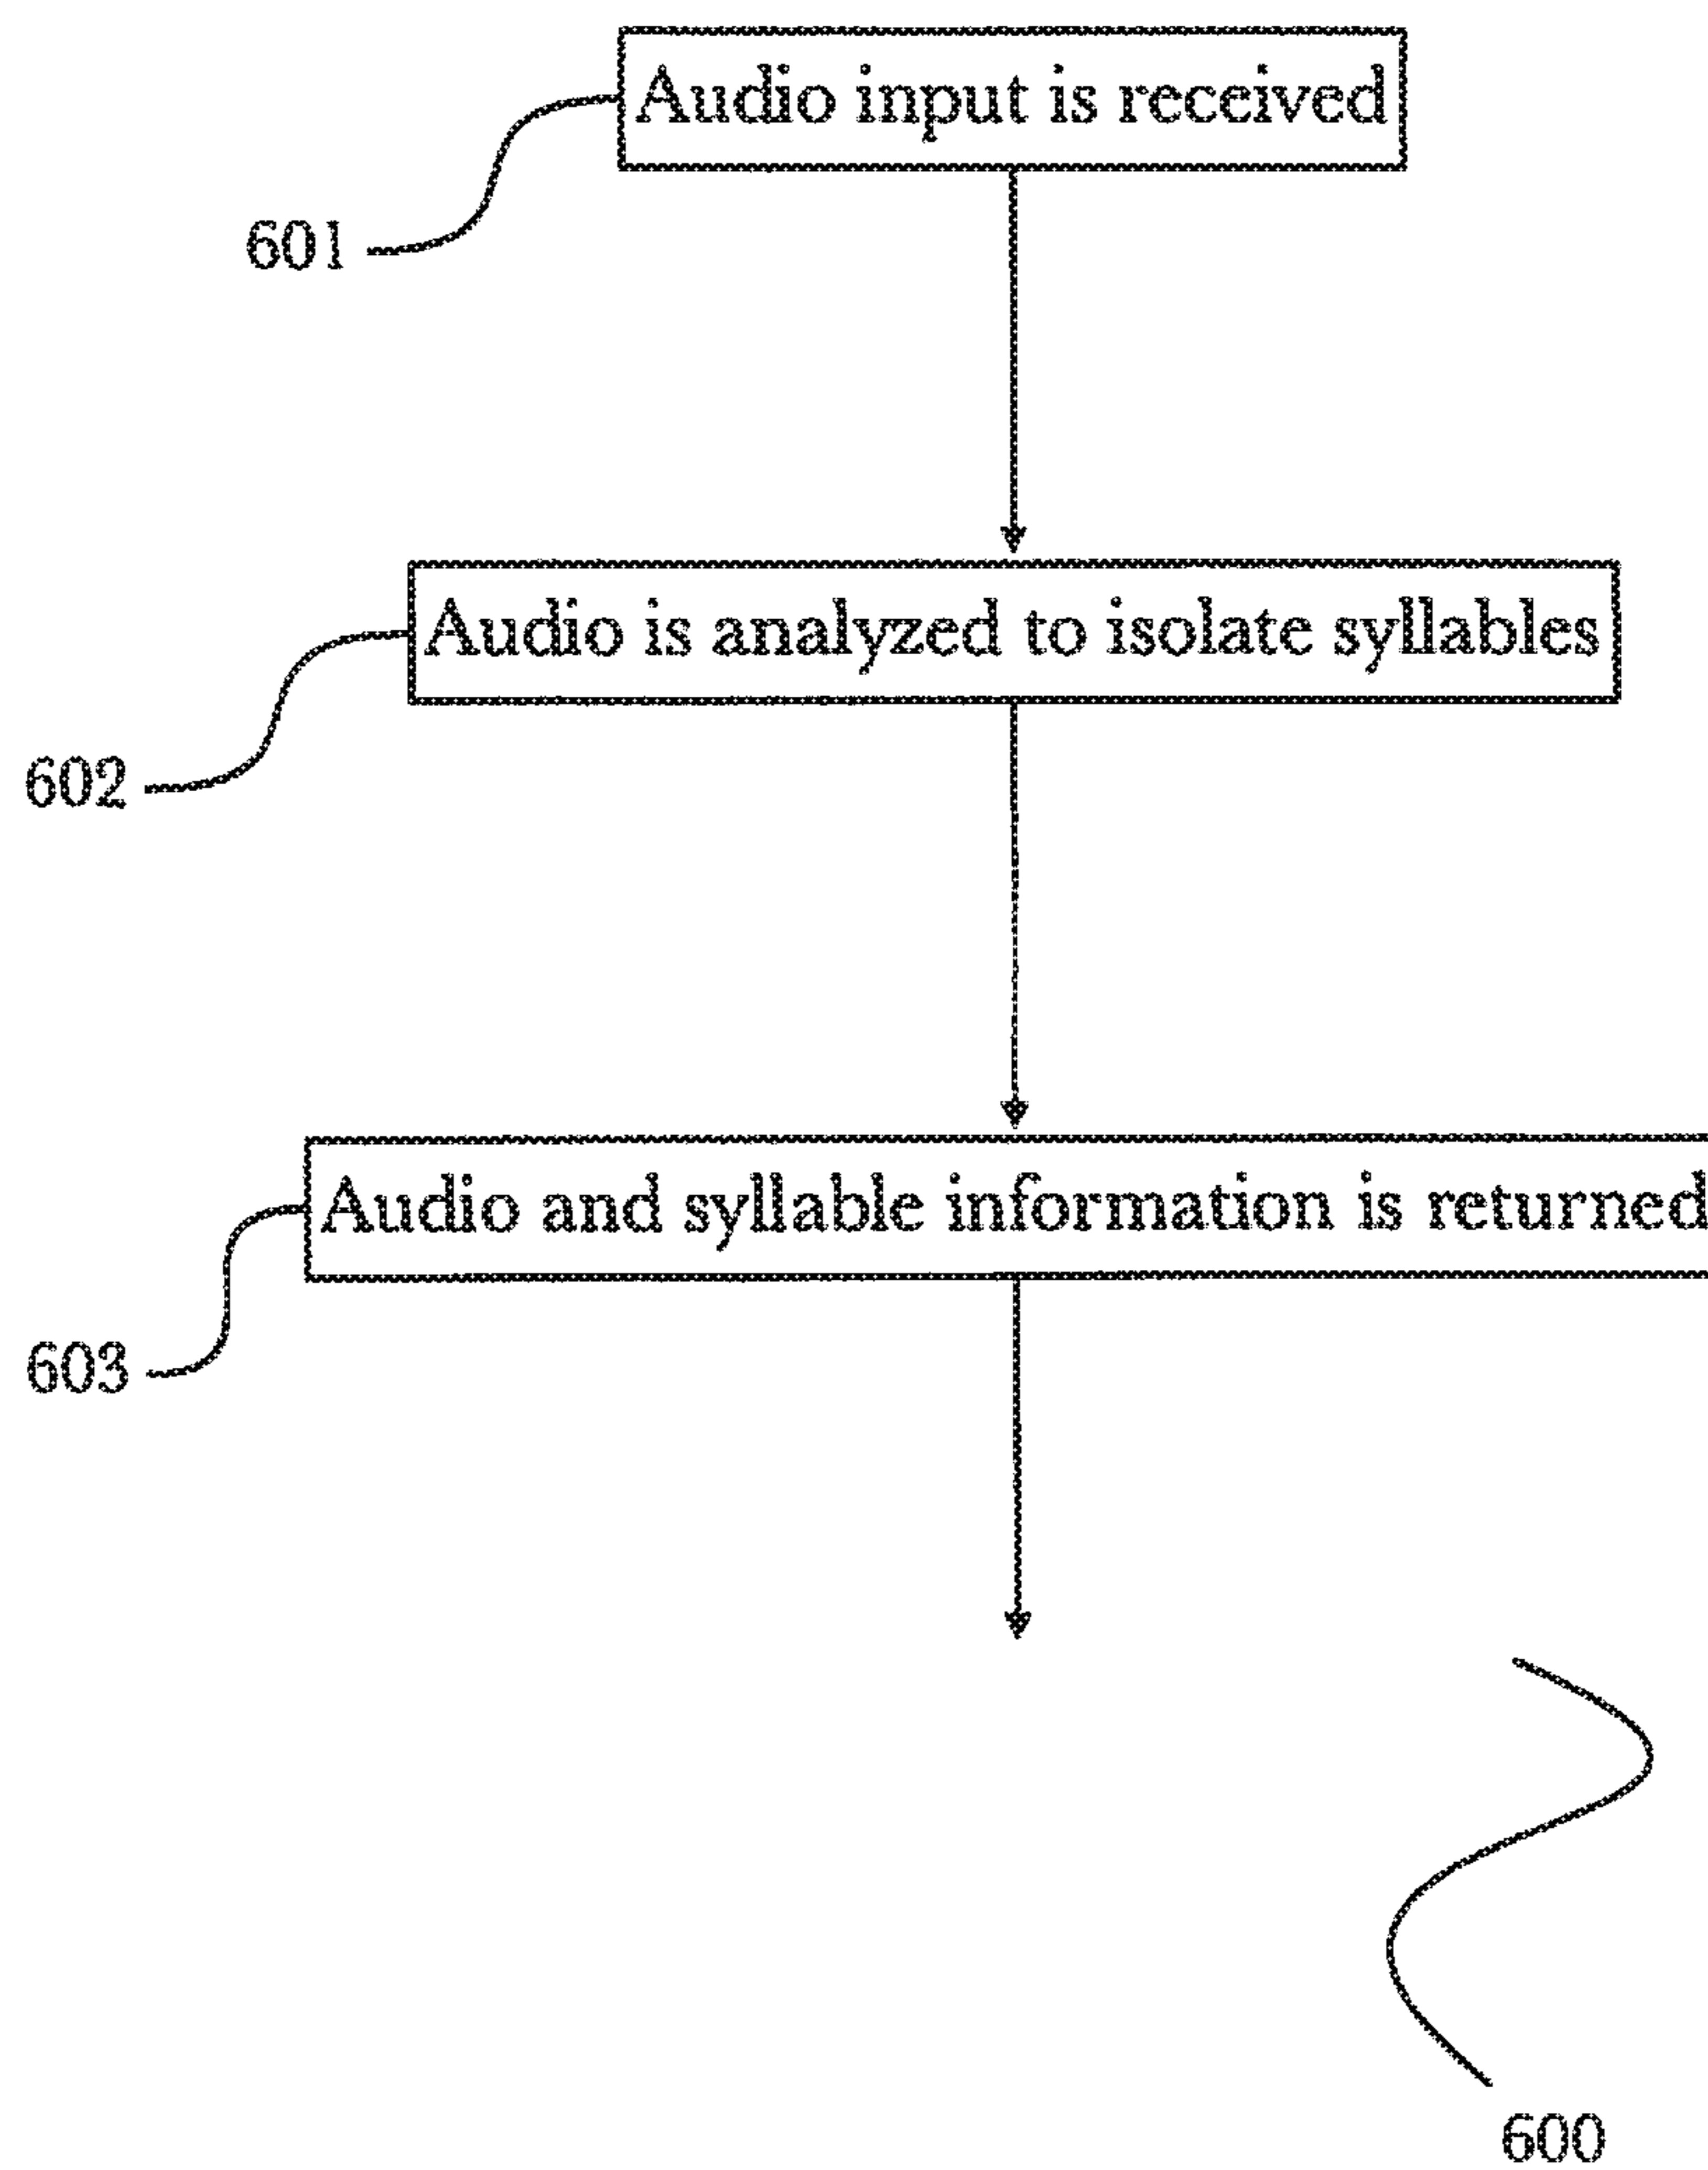 Audio input is received
601
Audio is analyzed to isolate syllables
602
Audio and syllable information is returned
603
600